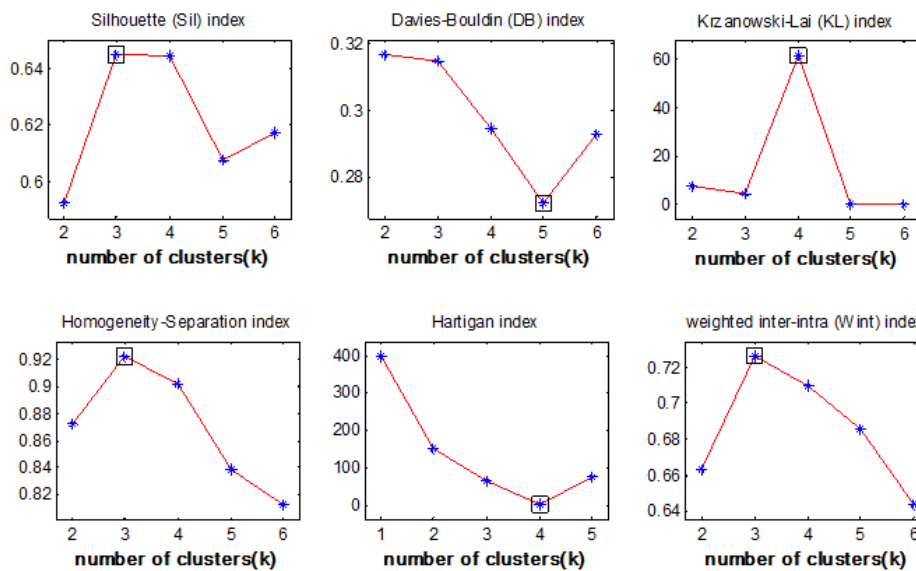 Silhouette (Sil) index
0.64
0.62
0.6
2 3 4 5 6
number of clusters(k)
Davies-Bouldin (DB) index
0.32
0.3
0.28
2 3 4 5 6
number of clusters(k)
Krzanowski-Lai (KL) index
60
40
20
0
2 3 4 5 6
number of clusters(k)
Homogeneity-Separation index
0.92
0.9
0.88
0.86
0.84
0.82
2 3 4 5 6
number of clusters(k)
Hartigan index
400
300
200
100
0
1 2 3 4 5
number of clusters(k)
weighted inter-intra (Wint) index
0.72
0.7
0.68
0.66
0.64
2 3 4 5 6
number of clusters(k)